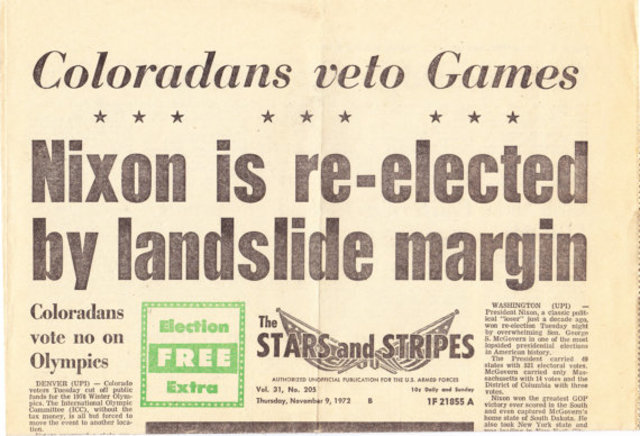 Coloradans veto Games
Nixon is re-elected
by landslide margin
Coloradans
vote no on
Olympics
DENVER (UPI) — Colorado
voters Tuesday cut off public
funds for the 1976 Winter Olym-
pics. The International Olympic
Committee (ICC), without the
tax money, is all but forced to
move the event to another loca-
tion.
Election
FREE
Extra
The
STARS and STRIPES
AUTHORIZED UNOFFICIAL PUBLICATION FOR THE U.S. ARMED FORCES
Vol. 31, No. 205
10¢ Daily and Sunday
Thursday, November 9, 1972
B
1F 21855 A
WASHINGTON (UPI) —
President Nixon, a classic polit-
ical "loser" just a decade ago,
won re-election Tuesday night
by overwhelming Sen. George
S. McGovern in one of the most
lopsided presidential elections
in American history.
The President carried 49
states with 521 electoral votes.
McGovern carried only Mas-
sachusetts with 14 votes and the
District of Columbia with three
votes.
Nixon won the greatest GOP
victory ever scored in the South
and even captured McGovern's
home state of South Dakota. He
also took New York state and